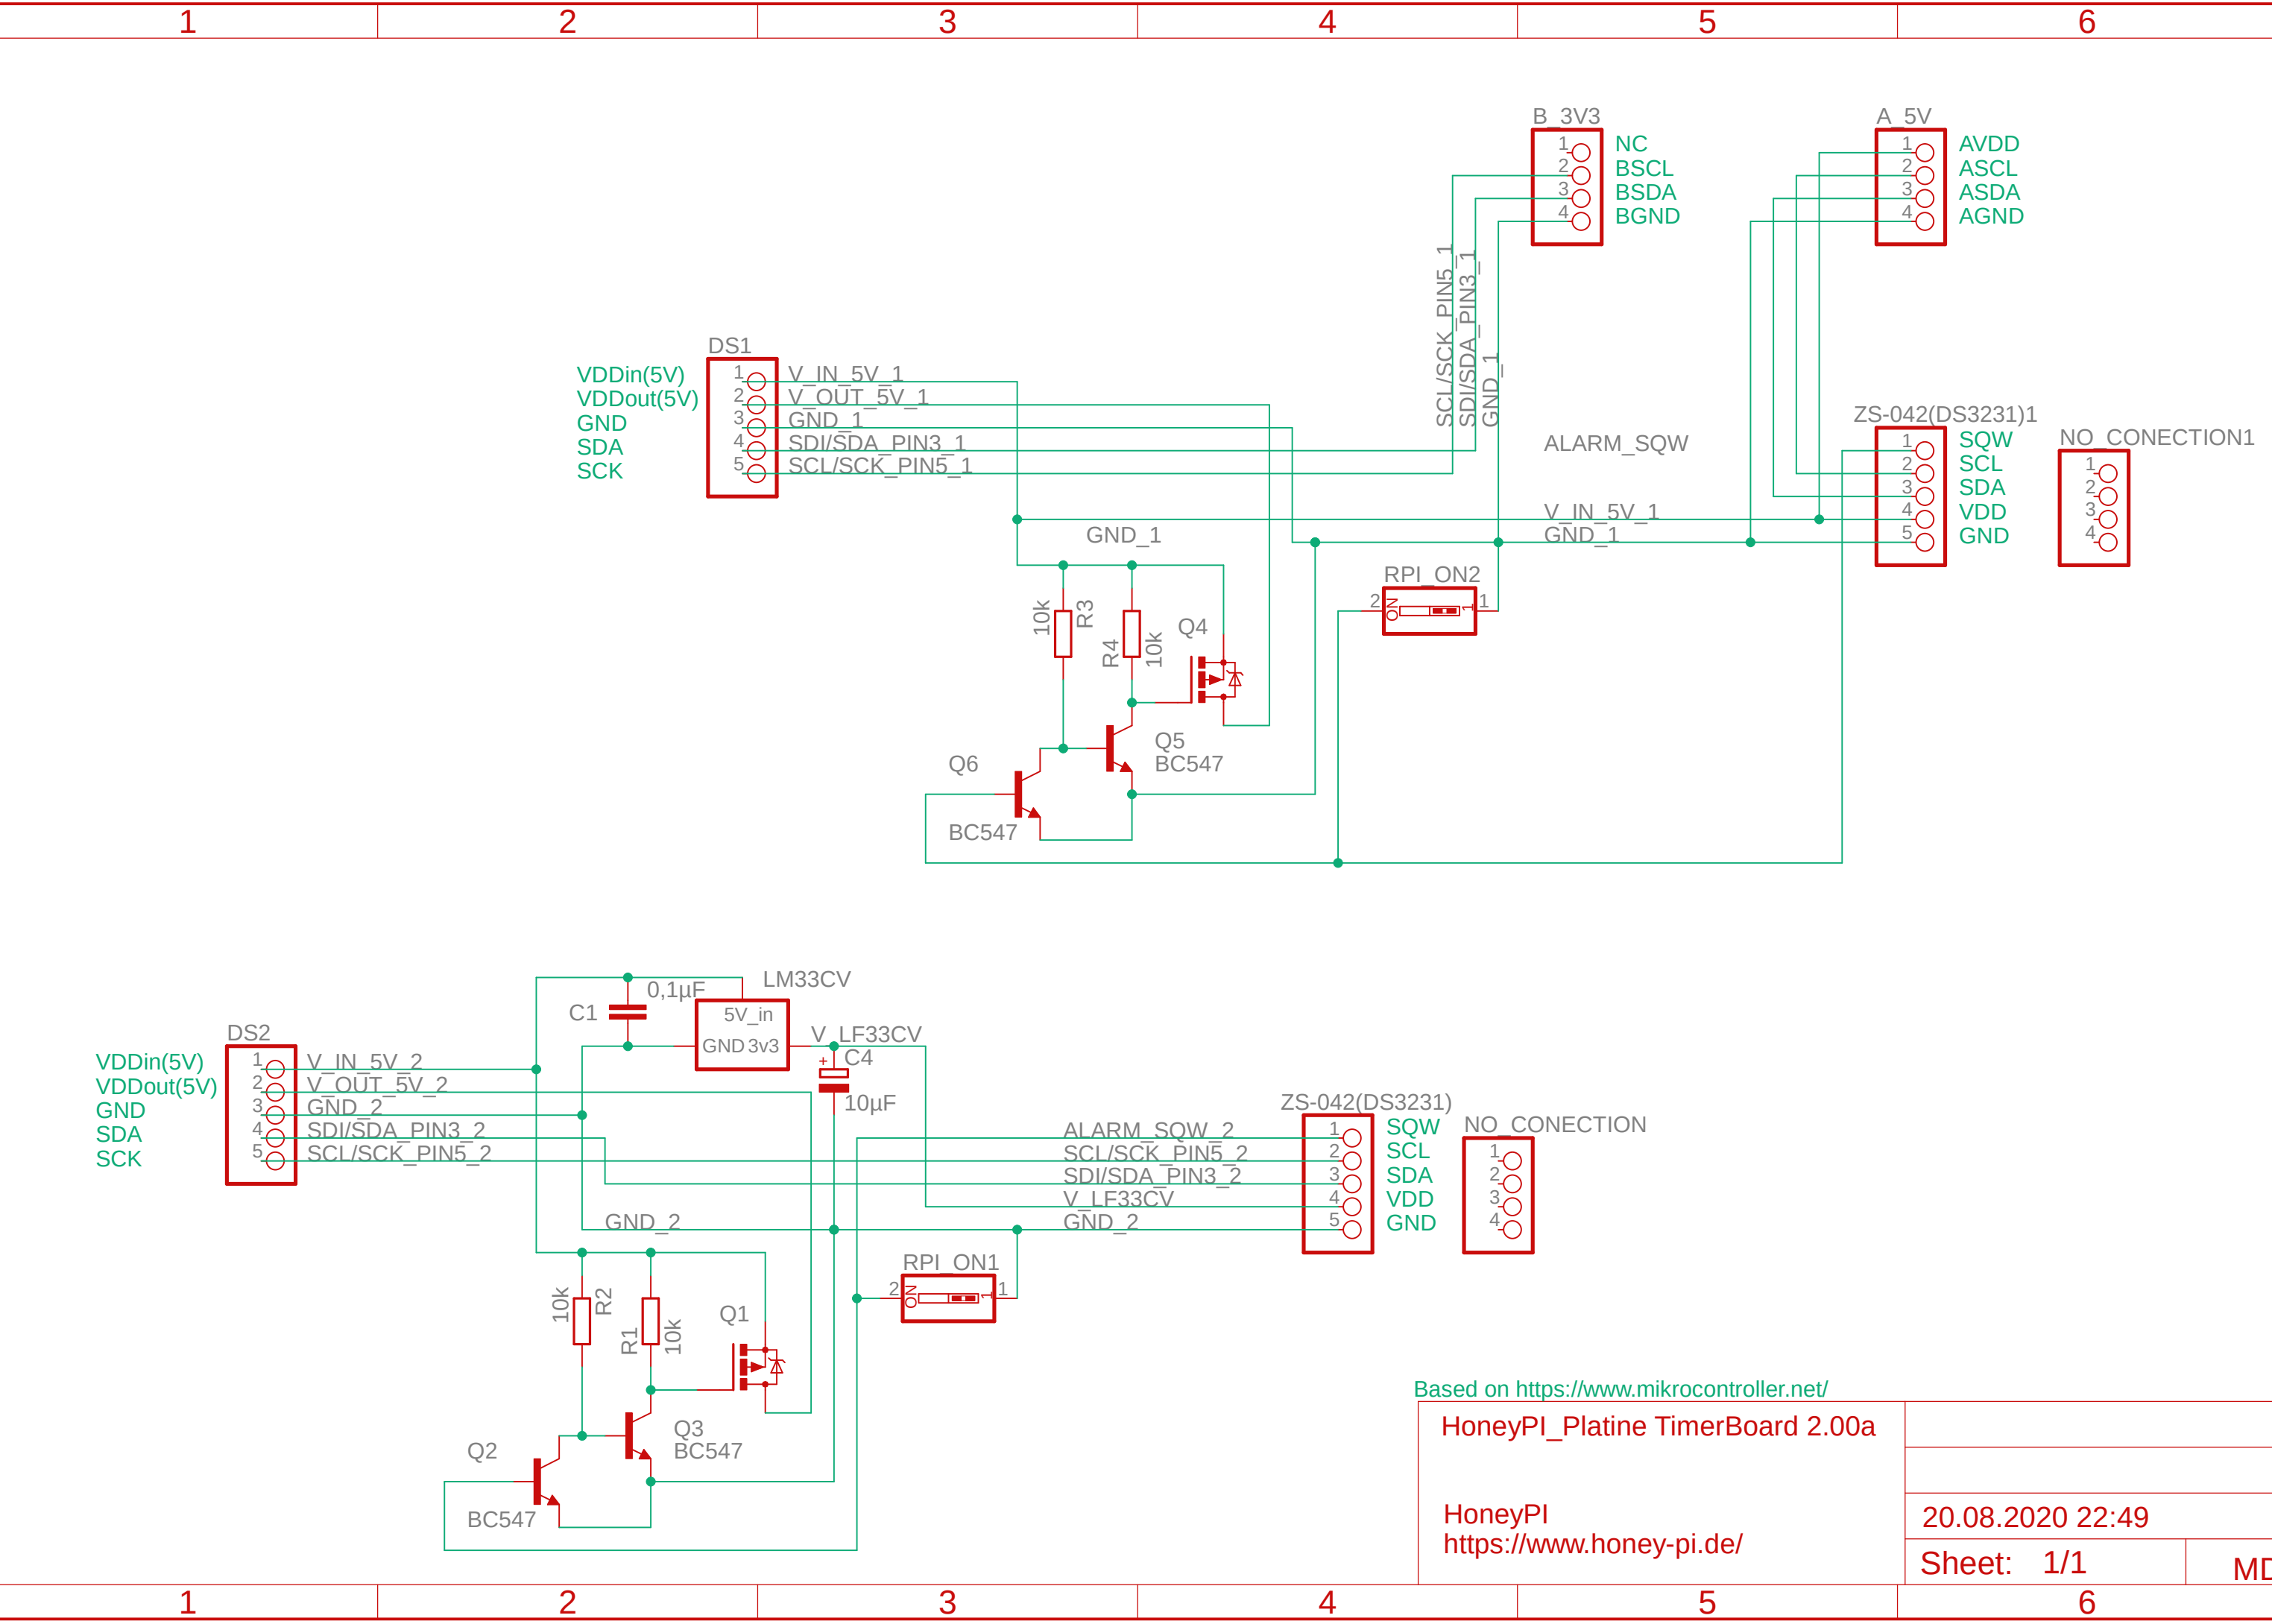 1 2 3 4 5 6
B_3V3
1 NC
2 BSCL
3 BSDA
4 BGND
A_5V
1 AVDD
2 ASCL
3 ASDA
4 AGND
SCL/SCK_PIN5_1
SDI/SDA_PIN3_1
GND_1
DS1
VDDin(5V) 1 V_IN_5V_1
VDDout(5V) 2 V_OUT_5V_1
GND 3 GND_1
SDA 4 SDI/SDA_PIN3_1
SCK 5 SCL/SCK_PIN5_1
ZS-042(DS3231)1
ALARM_SQW 1 SQW
2 SCL
3 SDA
V_IN_5V_1 4 VDD
GND_1 5 GND
NO_CONECTION1
1
2
3
4
GND_1
RPI_ON2
2 ON 1 1
10k R3
R4 10k
Q4
Q5
BC547
Q6
BC547
LM33CV
0,1µF
C1
5V_in
GND 3v3
V_LF33CV
+ C4
10µF
DS2
VDDin(5V) 1 V_IN_5V_2
VDDout(5V) 2 V_OUT_5V_2
GND 3 GND_2
SDA 4 SDI/SDA_PIN3_2
SCK 5 SCL/SCK_PIN5_2
ZS-042(DS3231)
ALARM_SQW_2 1 SQW
SCL/SCK_PIN5_2 2 SCL
SDI/SDA_PIN3_2 3 SDA
V_LF33CV 4 VDD
GND_2 GND_2 5 GND
NO_CONECTION
1
2
3
4
RPI_ON1
2 ON 1 1
10k R2
R1 10k
Q1
Q3
BC547
Q2
BC547
Based on https://www.mikrocontroller.net/
HoneyPI_Platine TimerBoard 2.00a
HoneyPI
https://www.honey-pi.de/
20.08.2020 22:49
Sheet: 1/1
MD
1 2 3 4 5 6